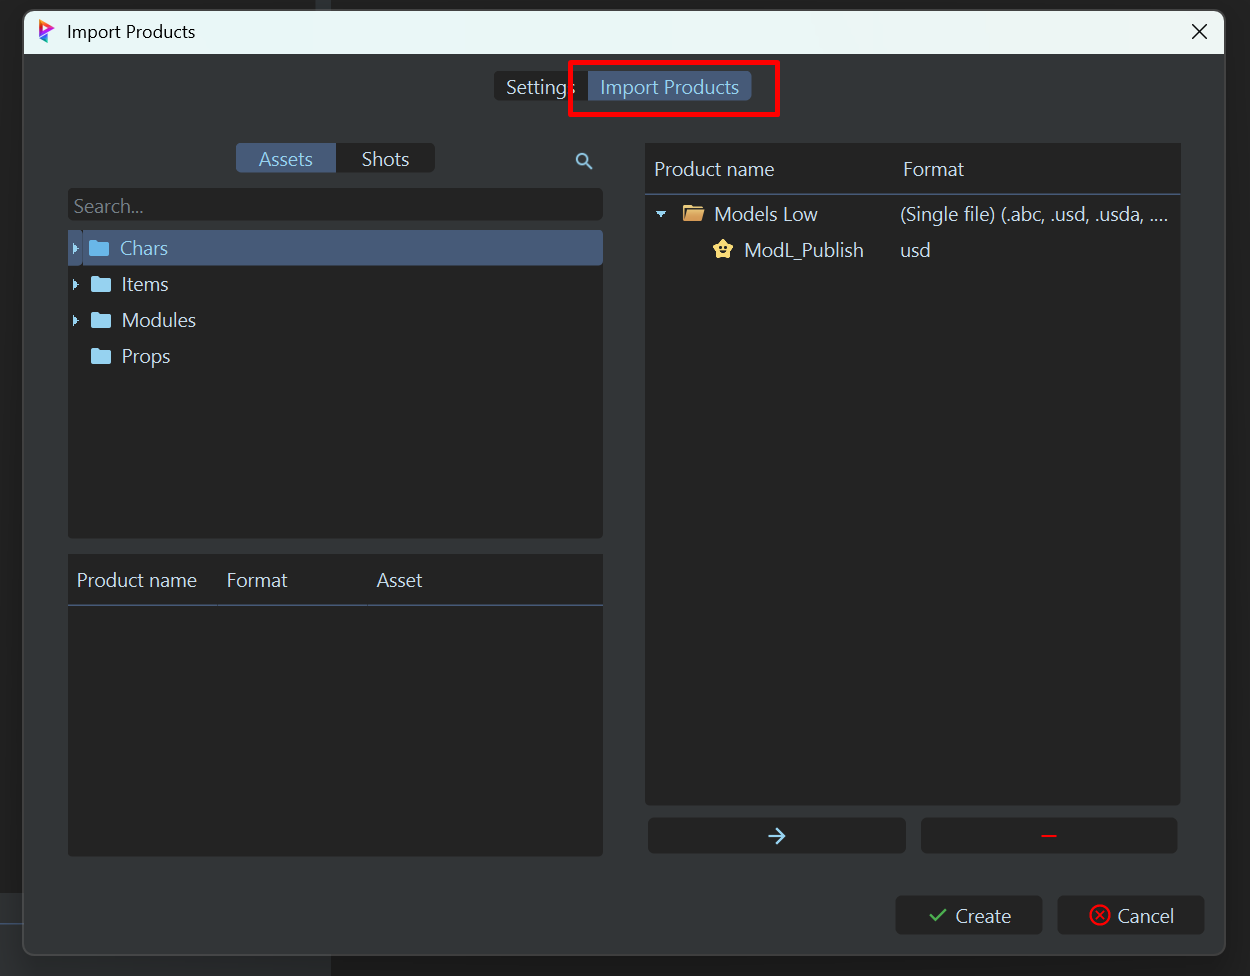 Import Products
Settings Import Products
Assets Shots
Search...
Chars
Items
Modules
Props
Product name Format Asset
Product name Format
Models Low (Single file) (.abc, .usd, .usda, ....
ModL_Publish usd
Create Cancel